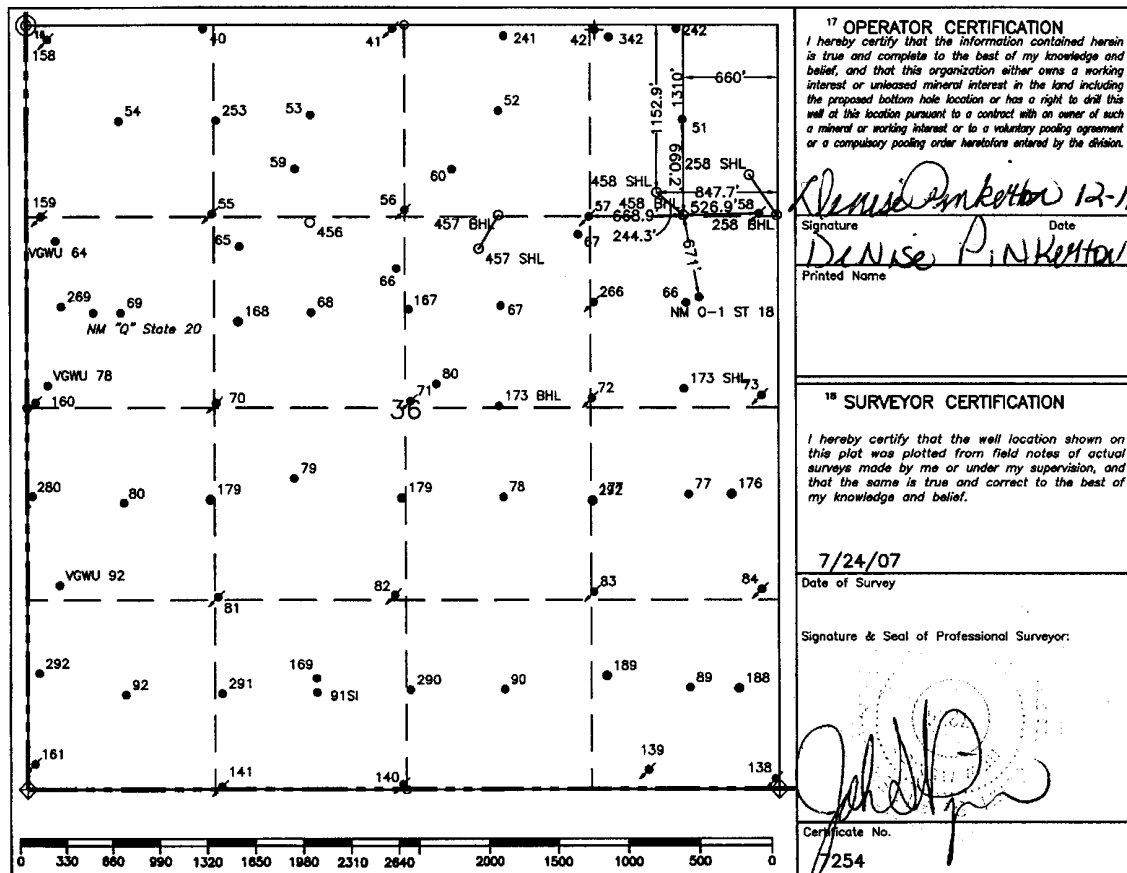 158
40
41
241
42
342
242
54
253
53
52
51
1152.9'
1310'
660'
660.2'
59
60
258 SHL
458 SHL
847.7'
159
55
56
57
458 BHL
526.9'
58
668.9'
258 BHL
244.3'
456
457 BHL
67
457 SHL
671'
VGWU 64
65
66
269
69
168
68
167
67
266
66
NM O-1 ST 18
NM "Q" State 20
VGWU 78
80
173 SHL
160
70
71
173 BHL
72
73
36
79
280
80
179
179
78
292
77
176
VGWU 92
81
82
83
84
292
92
291
169
91SI
290
90
189
89
188
161
141
140
139
138
0 330 660 990 1320 1650 1980 2310 2640 2000 1500 1000 500 0
17 OPERATOR CERTIFICATION
I hereby certify that the information contained herein
is true and complete to the best of my knowledge and
belief, and that this organization either owns a working
interest or unleased mineral interest in the land including
the proposed bottom hole location or has a right to drill this
well at this location pursuant to a contract with an owner of such
a mineral or working interest or to a voluntary pooling agreement
or a compulsory pooling order heretofore entered by the division.
Denise Pinkerton 12-1
Signature Date
DeNise PiNKeRtoN
Printed Name
18 SURVEYOR CERTIFICATION
I hereby certify that the well location shown on
this plat was plotted from field notes of actual
surveys made by me or under my supervision, and
that the same is true and correct to the best of
my knowledge and belief.
7/24/07
Date of Survey
Signature & Seal of Professional Surveyor:
Certificate No.
7254